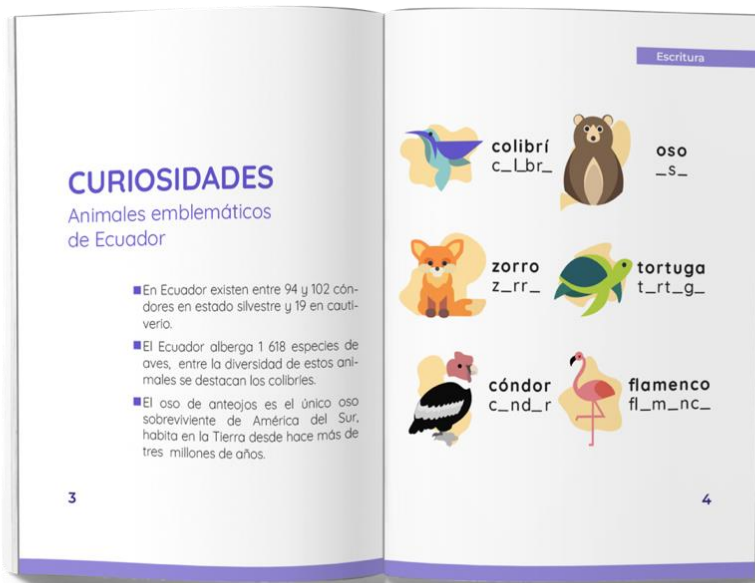 CURIOSIDADES
Animales emblemáticos
de Ecuador
■En Ecuador existen entre 94 y 102 cón-
dores en estado silvestre y 19 en cauti-
verio.
■El Ecuador alberga 1 618 especies de
aves, entre la diversidad de estos ani-
males se destacan los colibríes.
■El oso de anteojos es el único oso
sobreviviente de América del Sur,
habita en la Tierra desde hace más de
tres millones de años.
3
Escritura
colibrí
c_l_br_
oso
_s_
zorro
z_rr_
tortuga
t_rt_g_
cóndor
c_nd_r
flamenco
fl_m_nc_
4